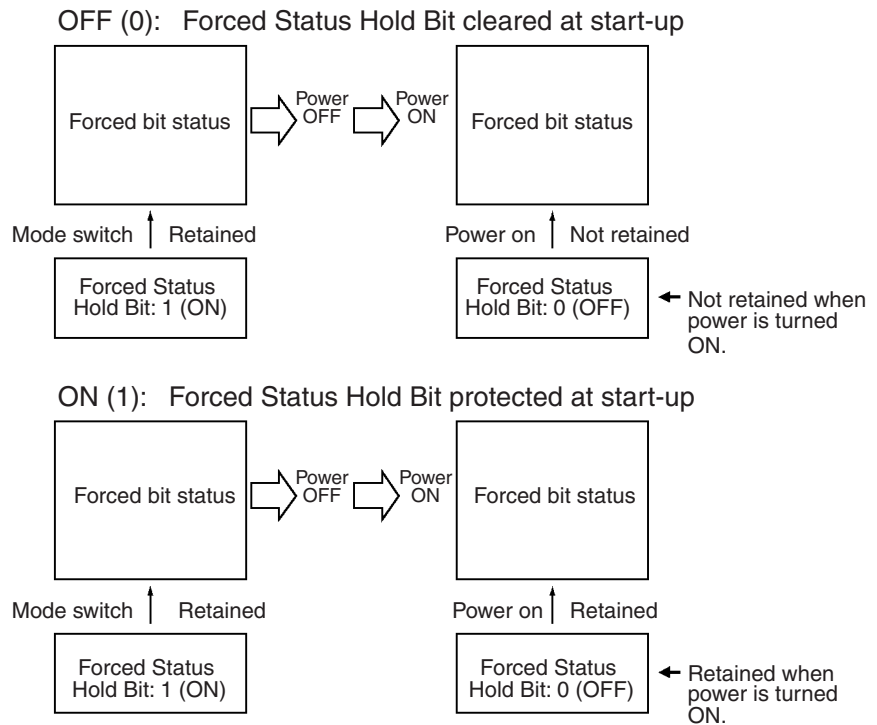 OFF (0): Forced Status Hold Bit cleared at start-up
Forced bit status
Power
OFF
Power
ON
Forced bit status
Mode switch
Retained
Power on
Not retained
Forced Status
Hold Bit: 1 (ON)
Forced Status
Hold Bit: 0 (OFF)
Not retained when
power is turned
ON.
ON (1): Forced Status Hold Bit protected at start-up
Forced bit status
Power
OFF
Power
ON
Forced bit status
Mode switch
Retained
Power on
Retained
Forced Status
Hold Bit: 1 (ON)
Forced Status
Hold Bit: 0 (OFF)
Retained when
power is turned
ON.